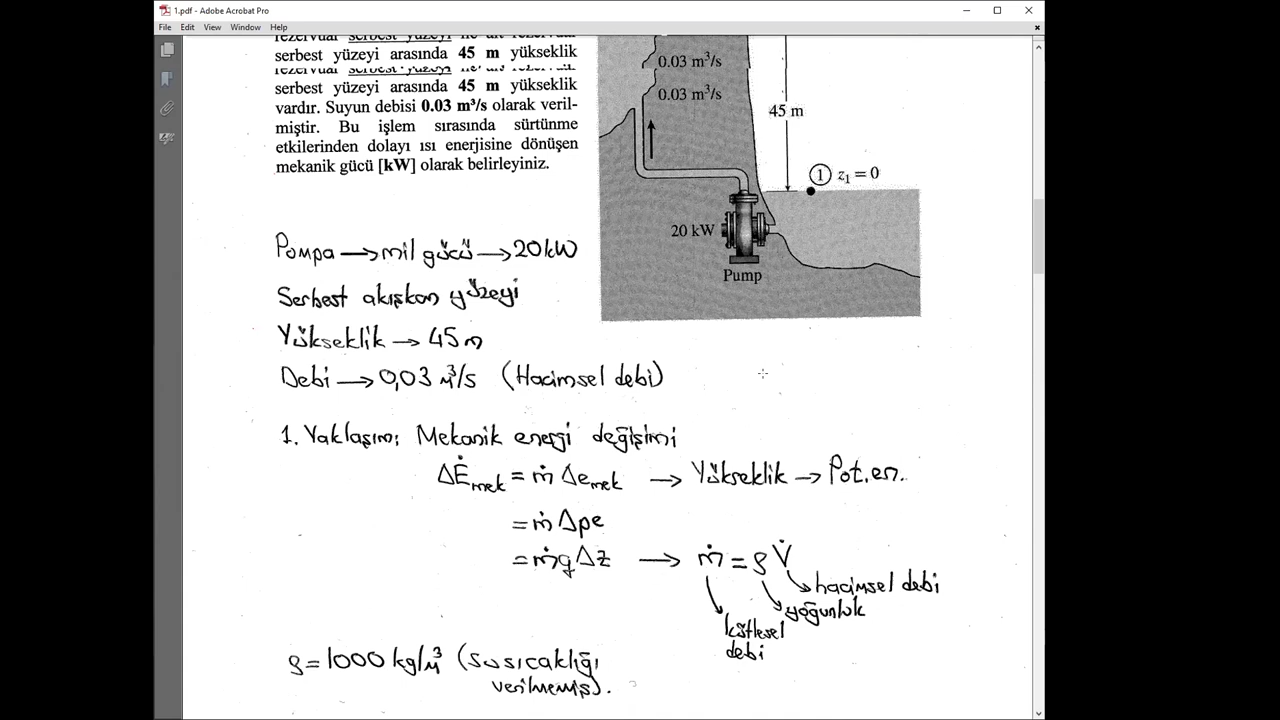 1.pdf - Adobe Acrobat Pro
File Edit View Window Help
serbest yüzeyi arasında 45 m yükseklik
serbest yüzeyi arasında 45 m yükseklik
vardır. Suyun debisi 0.03 m³/s olarak veril-
miştir. Bu işlem sırasında sürtünme
etkilerinden dolayı ısı enerjisine dönüşen
mekanik gücü [kW] olarak belirleyiniz.
0.03 m³/s
0.03 m³/s
45 m
1 z₁ = 0
20 kW
Pump
Pompa → mil gücü → 20 kW
Serbest akışkan yüzeyi
Yükseklik → 45 m
Debi → 0,03 m³/s (Hacimsel debi)
1. Yaklaşım; Mekanik energi değişimi
ΔĖmek = ṁ Δemek → Yükseklik → Pot.en.
= ṁ Δpe
= ṁgΔz → ṁ = ρ V̇
hacimsel debi
yoğunluk
kütlesel
debi
ρ = 1000 kg/m³ (su sıcaklığı
verilmemiş).